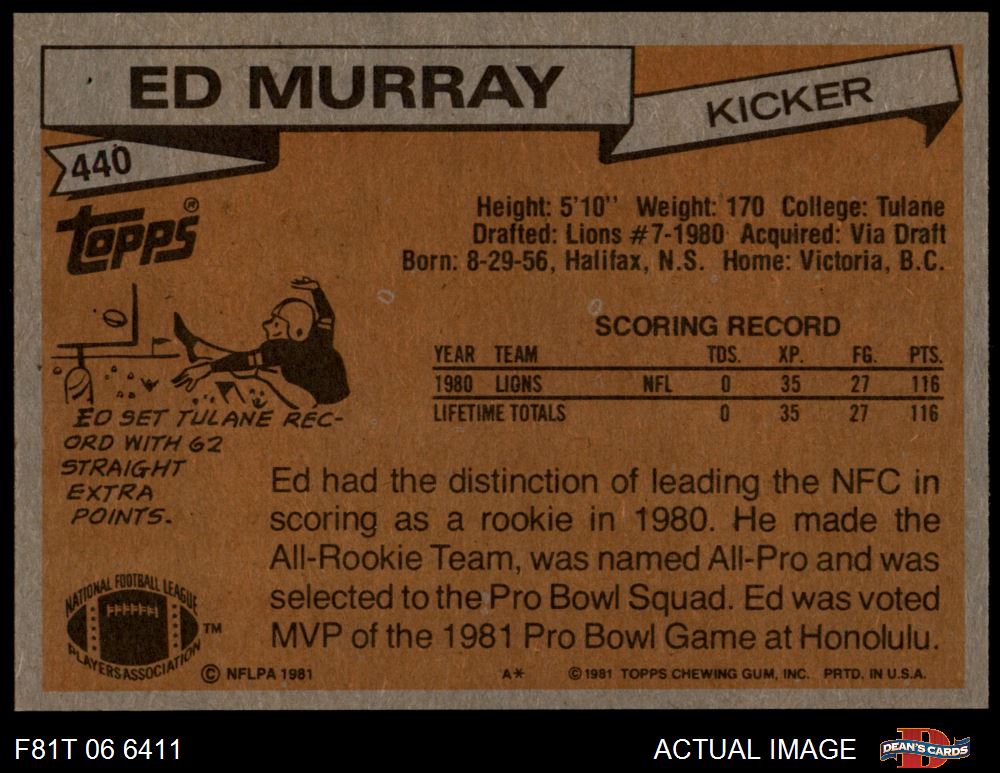 ED MURRAY
KICKER
440
Topps®
Height: 5'10'' Weight: 170 College: Tulane
Drafted: Lions #7-1980 Acquired: Via Draft
Born: 8-29-56, Halifax, N.S. Home: Victoria, B.C.
SCORING RECORD
YEAR TEAM TDS. XP. FG. PTS.
1980 LIONS NFL 0 35 27 116
LIFETIME TOTALS 0 35 27 116
ED SET TULANE REC-
ORD WITH 62
STRAIGHT
EXTRA
POINTS.
Ed had the distinction of leading the NFC in
scoring as a rookie in 1980. He made the
All-Rookie Team, was named All-Pro and was
selected to the Pro Bowl Squad. Ed was voted
MVP of the 1981 Pro Bowl Game at Honolulu.
NATIONAL FOOTBALL LEAGUE
PLAYERS ASSOCIATION
TM
© NFLPA 1981
A*
© 1981 TOPPS CHEWING GUM, INC. PRTD. IN U.S.A.
F81T 06 6411
ACTUAL IMAGE
DEAN'S CARDS